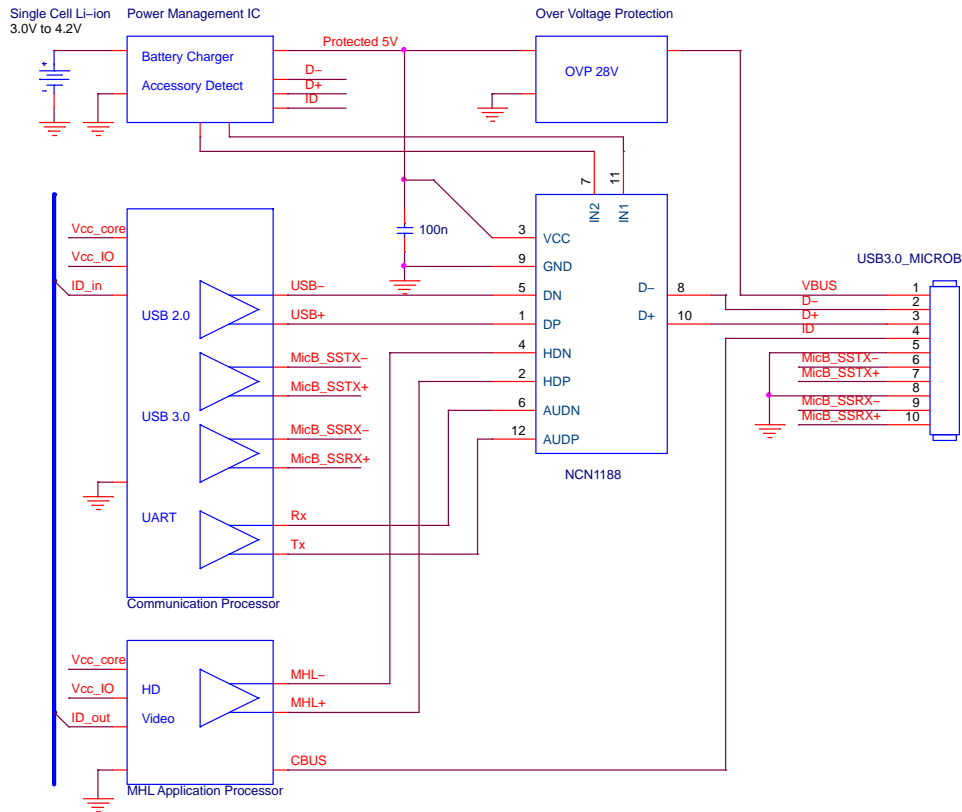 Single Cell Li–ion
3.0V to 4.2V
Power Management IC
Over Voltage Protection
+
-
Battery Charger
Accessory Detect
Protected 5V
D–
D+
ID
OVP 28V
7
11
IN2
IN1
100n
3
VCC
9
GND
5
DN
1
DP
4
HDN
2
HDP
6
AUDN
12
AUDP
D–
8
D+
10
NCN1188
USB3.0_MICROB
VBUS
1
D–
2
D+
3
ID
4
5
MicB_SSTX–
6
MicB_SSTX+
7
8
MicB_SSRX–
9
MicB_SSRX+
10
Vcc_core
Vcc_IO
ID_in
USB 2.0
USB–
USB+
USB 3.0
MicB_SSTX–
MicB_SSTX+
MicB_SSRX–
MicB_SSRX+
UART
Rx
Tx
Communication Processor
Vcc_core
Vcc_IO
ID_out
HD
Video
MHL–
MHL+
CBUS
MHL Application Processor